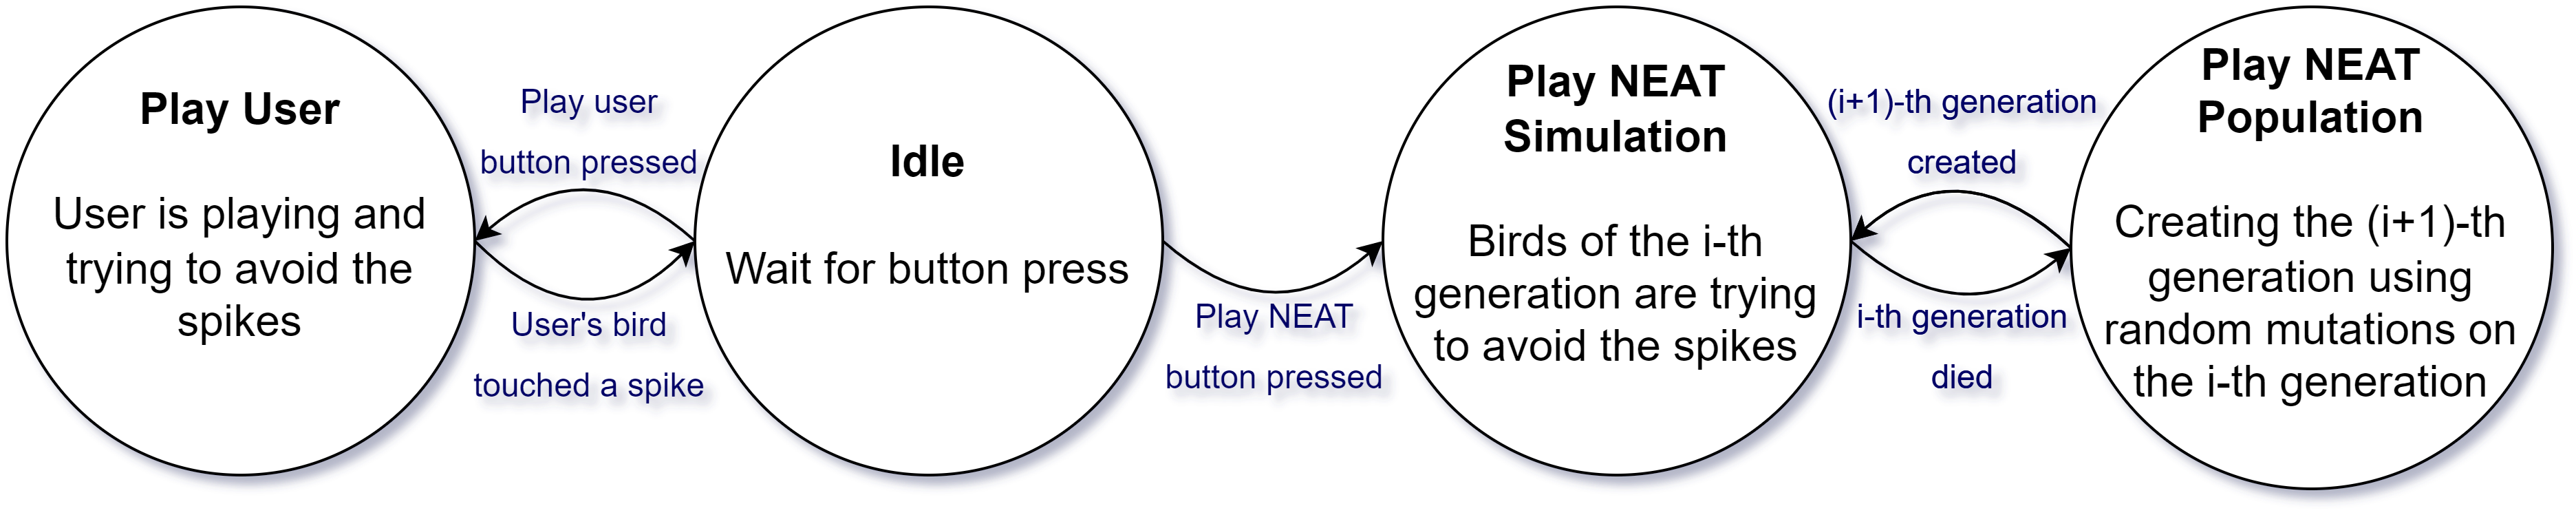 Play User
User is playing and
trying to avoid the
spikes
Play user
button pressed
User's bird
touched a spike
Idle
Wait for button press
Play NEAT
button pressed
Play NEAT
Simulation
Birds of the i-th
generation are trying
to avoid the spikes
(i+1)-th generation
created
i-th generation
died
Play NEAT
Population
Creating the (i+1)-th
generation using
random mutations on
the i-th generation